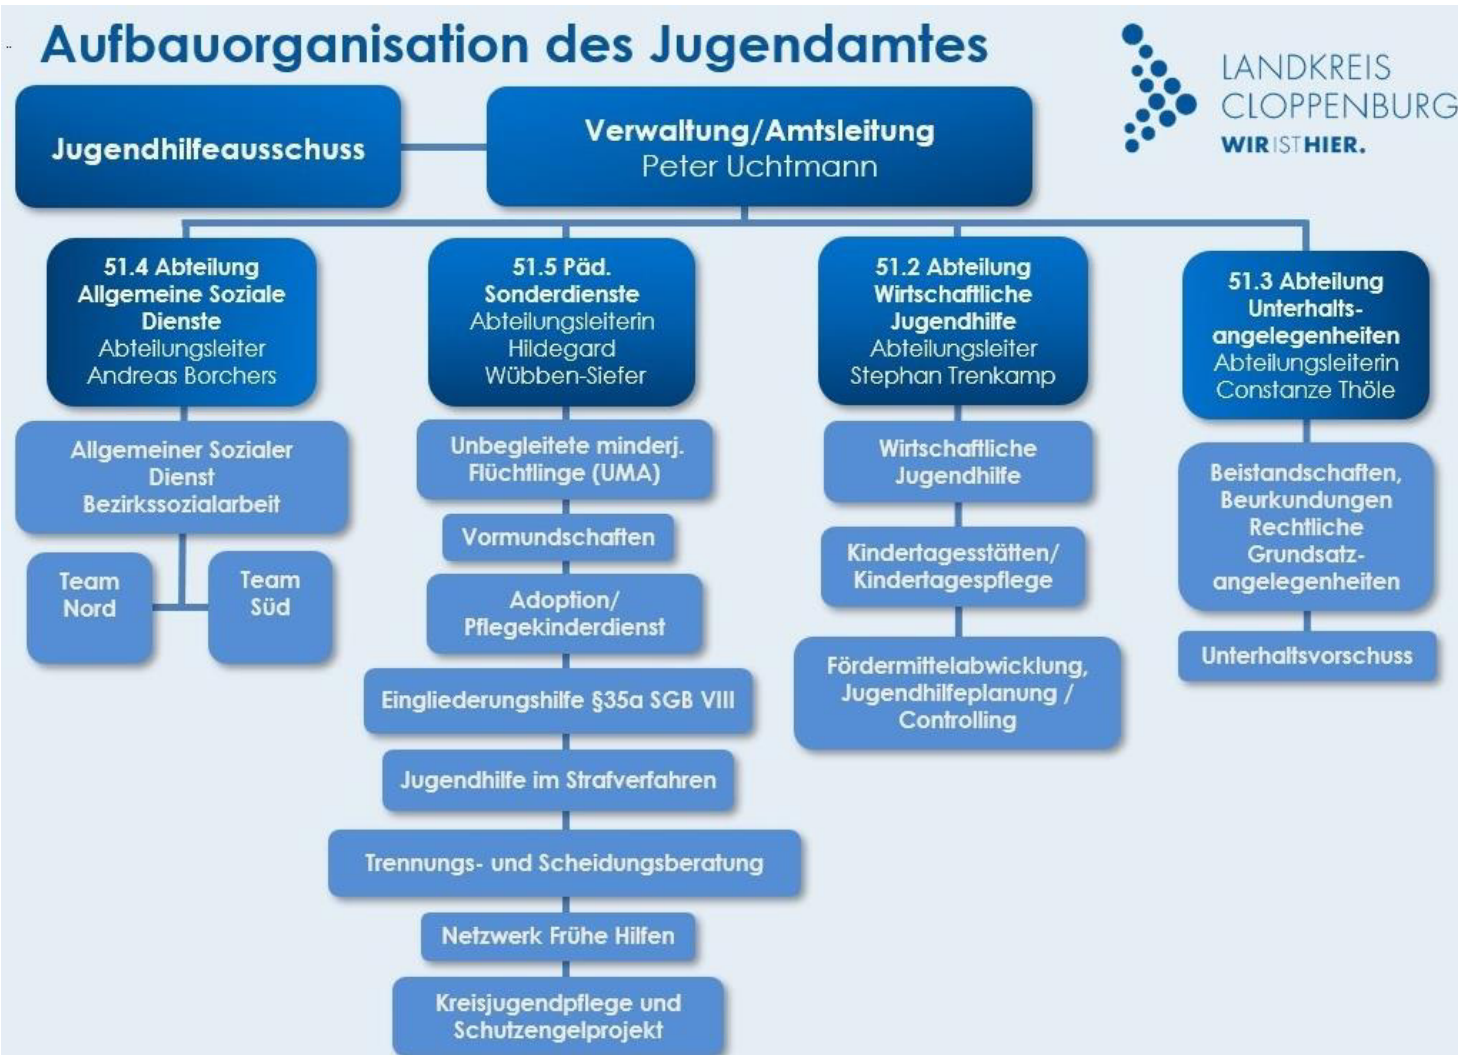 Aufbauorganisation des Jugendamtes
LANDKREIS
CLOPPENBURG
WIR IST HIER.
Jugendhilfeausschuss
Verwaltung/Amtsleitung
Peter Uchtmann
51.4 Abteilung
Allgemeine Soziale
Dienste
Abteilungsleiter
Andreas Borchers
Allgemeiner Sozialer
Dienst
Bezirkssozialarbeit
Team
Nord
Team
Süd
51.5 Päd.
Sonderdienste
Abteilungsleiterin
Hildegard
Wübben-Siefer
Unbegleitete minderj.
Flüchtlinge (UMA)
Vormundschaften
Adoption/
Pflegekinderdienst
Eingliederungshilfe §35a SGB VIII
Jugendhilfe im Strafverfahren
Trennungs- und Scheidungsberatung
Netzwerk Frühe Hilfen
Kreisjugendpflege und
Schutzengelprojekt
51.2 Abteilung
Wirtschaftliche
Jugendhilfe
Abteilungsleiter
Stephan Trenkamp
Wirtschaftliche
Jugendhilfe
Kindertagesstätten/
Kindertagespflege
Fördermittelabwicklung,
Jugendhilfeplanung /
Controlling
51.3 Abteilung
Unterhalts-
angelegenheiten
Abteilungsleiterin
Constanze Thöle
Beistandschaften,
Beurkundungen
Rechtliche
Grundsatz-
angelegenheiten
Unterhaltsvorschuss